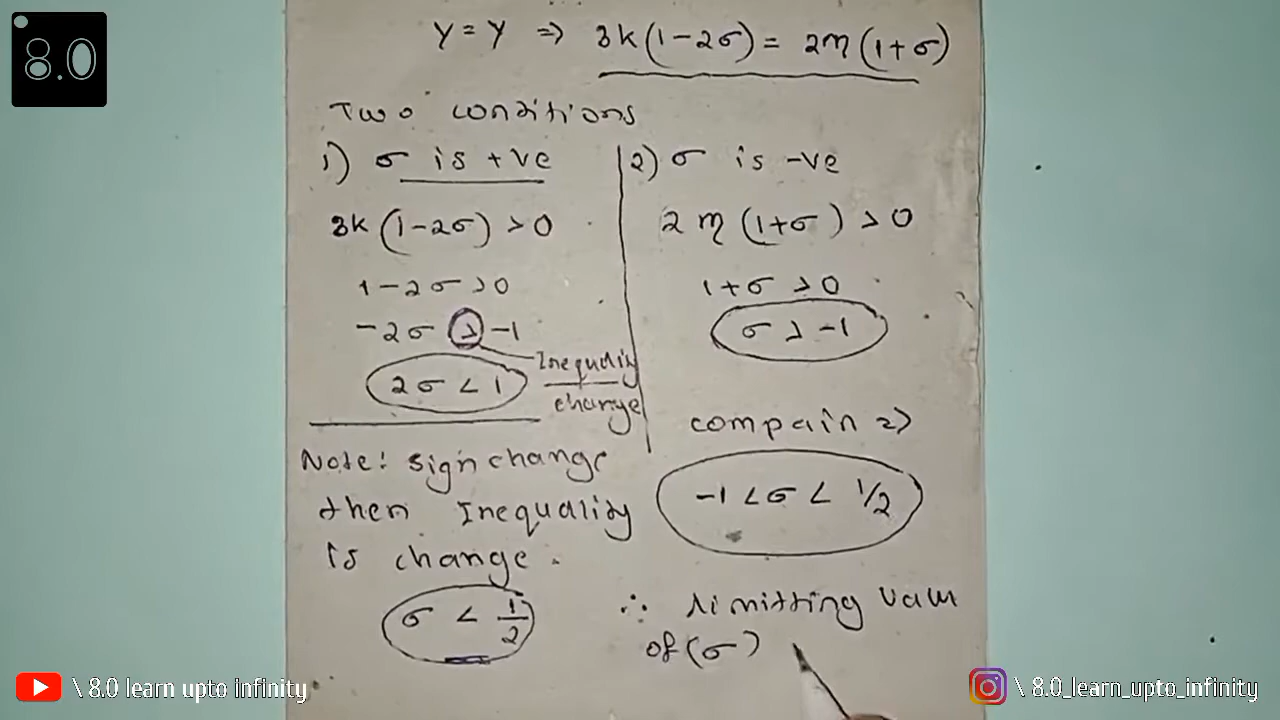 8.0
Y = Y ⇒ 3k(1-2σ) = 2η(1+σ)
Two conditions
1) σ is +ve
3k(1-2σ) > 0
1-2σ > 0
-2σ > -1
Inequality
change
2σ < 1
Note: sign change
then Inequality
is change.
σ < 1/2
2) σ is -ve
2η(1+σ) > 0
1+σ > 0
σ > -1
compain ⇒
-1 < σ < 1/2
∴ limitting
of (σ)
\ 8.0 learn upto infinity
\ 8.0_learn_upto_infinity